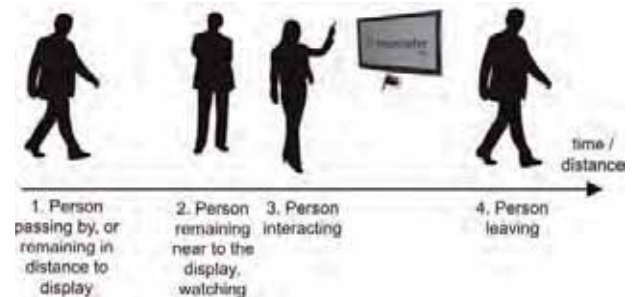 time /
distance
1. Person
passing by, or
remaining in
distance to
display
2. Person
remaining
near to the
display,
watching
3. Person
interacting
4. Person
leaving